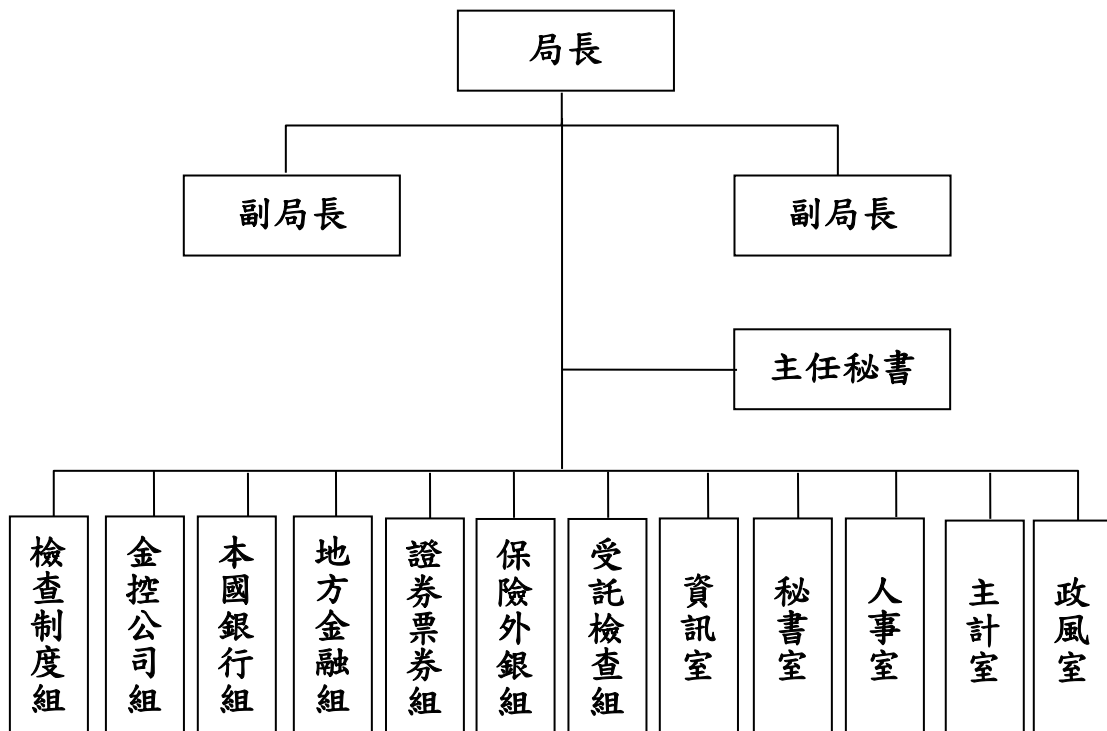 局長
副局長
副局長
主任秘書
檢查制度組
金控公司組
本國銀行組
地方金融組
證券票券組
保險外銀組
受託檢查組
資訊室
秘書室
人事室
主計室
政風室